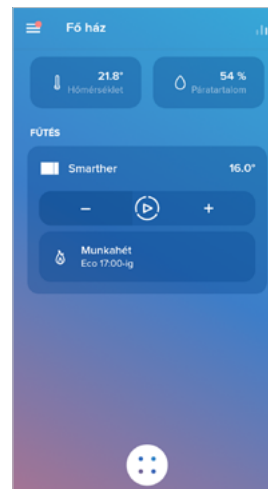 Fő ház
21.8°
Hőmérséklet
54 %
Páratartalom
FŰTÉS
Smarther
16.0°
Munkahét
Eco 17:00-ig